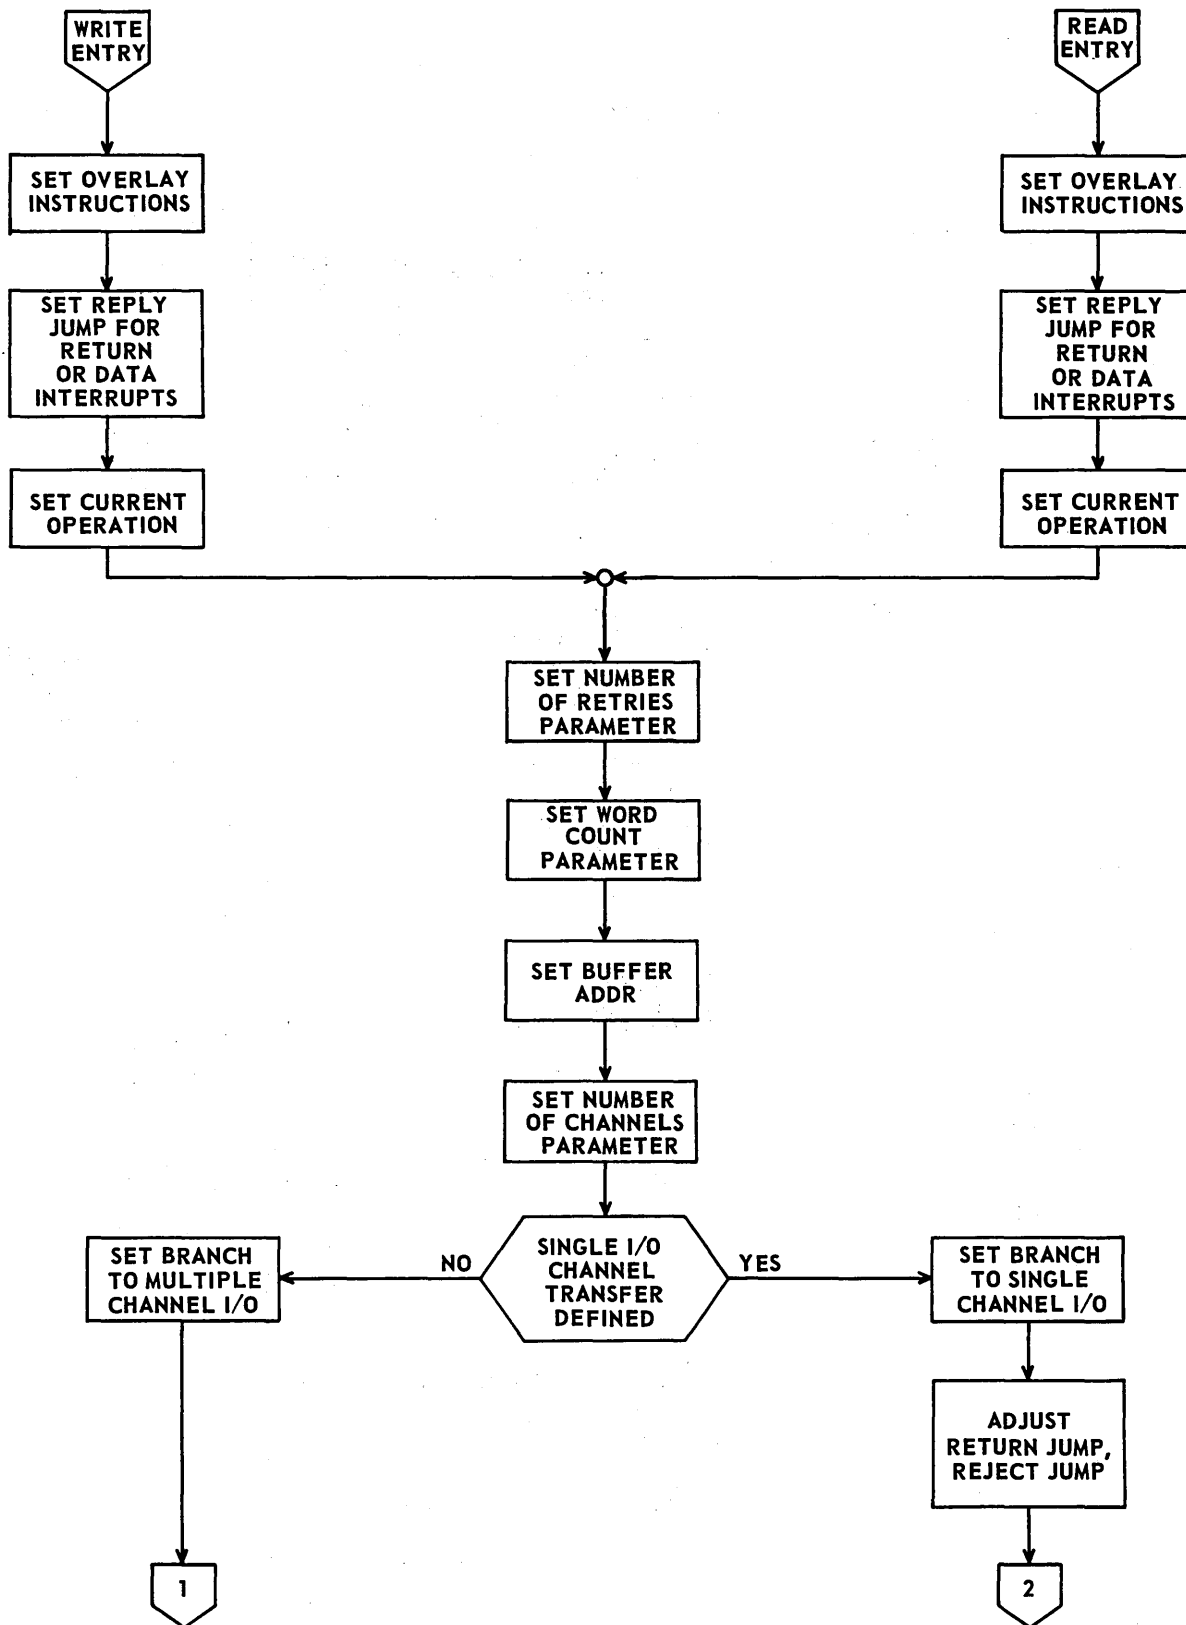 WRITE
ENTRY
READ
ENTRY
SET OVERLAY
INSTRUCTIONS
SET OVERLAY
INSTRUCTIONS
SET REPLY
JUMP FOR
RETURN
OR DATA
INTERRUPTS
SET REPLY
JUMP FOR
RETURN
OR DATA
INTERRUPTS
SET CURRENT
OPERATION
SET CURRENT
OPERATION
SET NUMBER
OF RETRIES
PARAMETER
SET WORD
COUNT
PARAMETER
SET BUFFER
ADDR
SET NUMBER
OF CHANNELS
PARAMETER
SET BRANCH
TO MULTIPLE
CHANNEL I/O
NO
SINGLE I/O
CHANNEL
TRANSFER
DEFINED
YES
SET BRANCH
TO SINGLE
CHANNEL I/O
ADJUST
RETURN JUMP,
REJECT JUMP
1
2